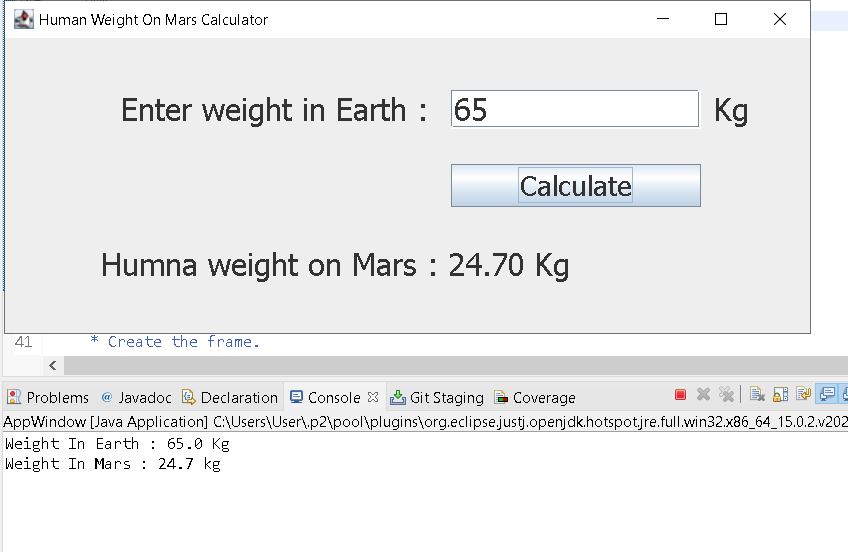 Human Weight On Mars Calculator
Enter weight in Earth : 65 Kg
Calculate
Humna weight on Mars : 24.70 Kg
41 * Create the frame.
Problems @ Javadoc Declaration Console Git Staging Coverage
AppWindow [Java Application] C:\Users\User\.p2\pool\plugins\org.eclipse.justj.openjdk.hotspot.jre.full.win32.x86_64_15.0.2.v202
Weight In Earth : 65.0 Kg
Weight In Mars : 24.7 kg